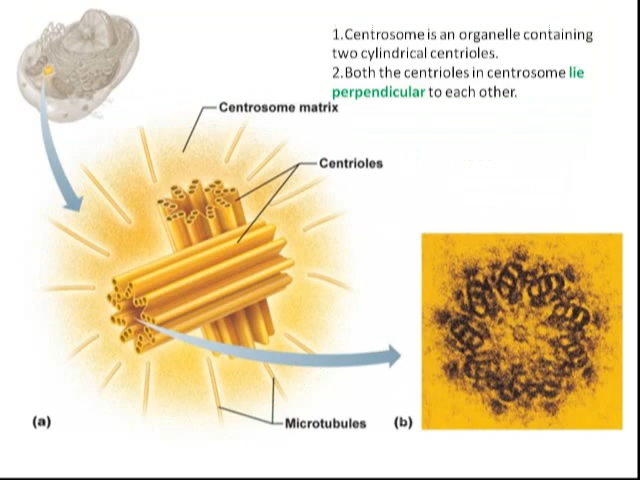 1.Centrosome is an organelle containing
two cylindrical centrioles.
2.Both the centrioles in centrosome lie
perpendicular to each other.
Centrosome matrix
Centrioles
Microtubules
(a)
(b)